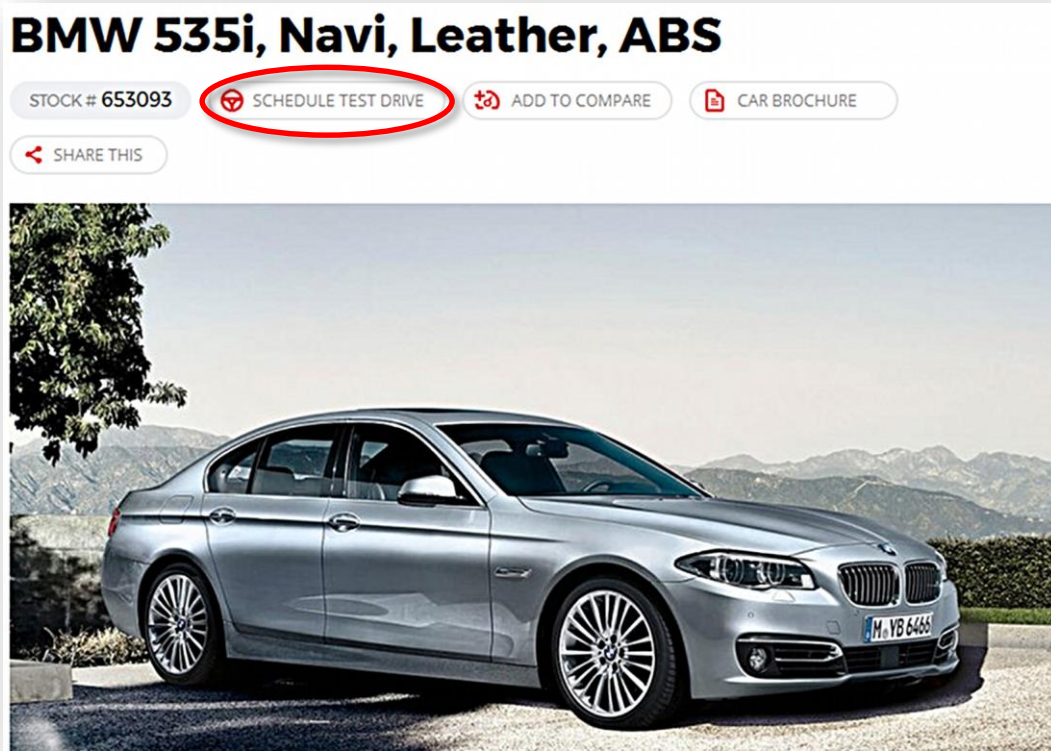 BMW 535i, Navi, Leather, ABS
STOCK # 653093 SCHEDULE TEST DRIVE ADD TO COMPARE CAR BROCHURE
SHARE THIS
M YB 6466